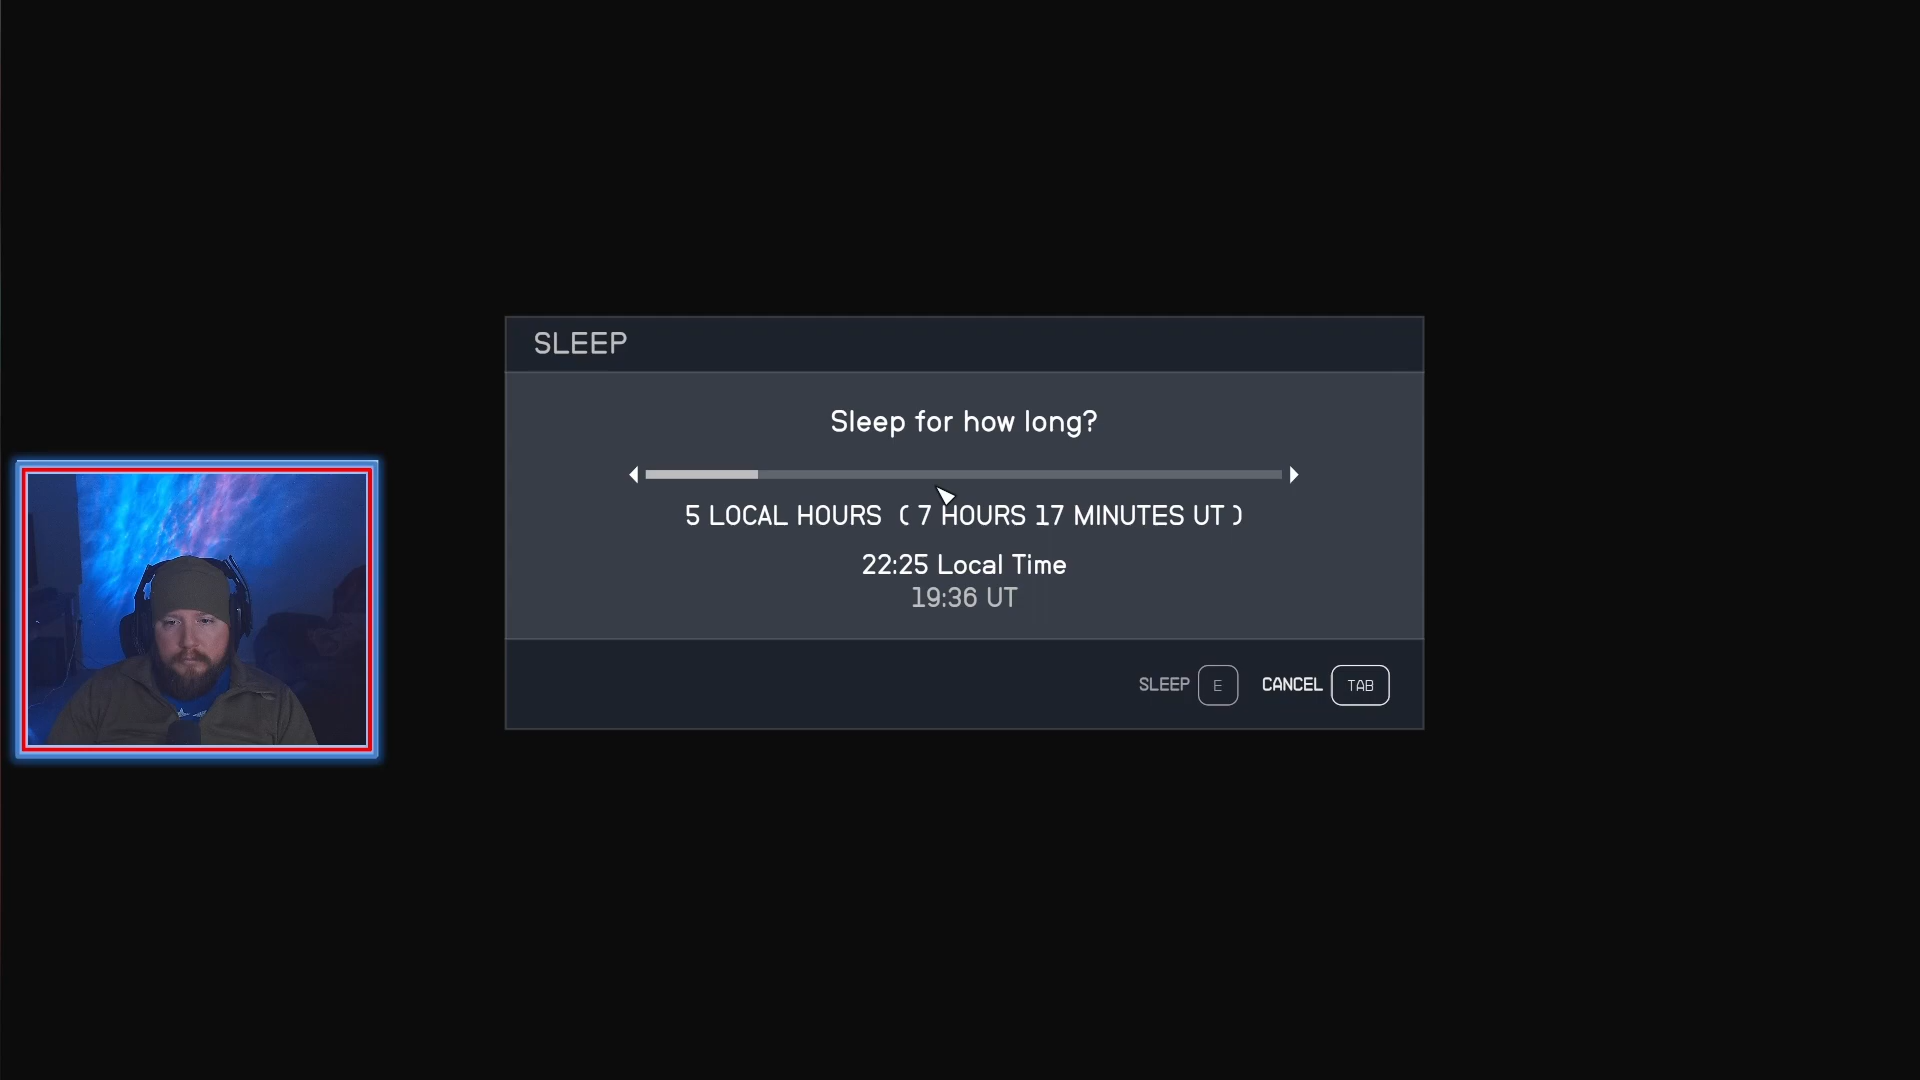 SLEEP
Sleep for how long?
5 LOCAL HOURS ( 7 HOURS 17 MINUTES UT )
22:25 Local Time
19:36 UT
SLEEP E CANCEL TAB